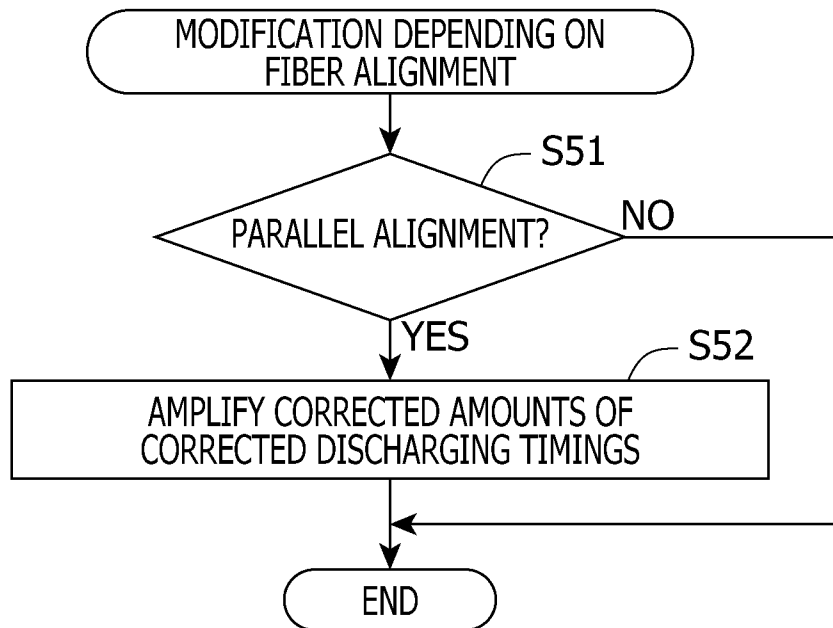 MODIFICATION DEPENDING ON
FIBER ALIGNMENT
S51
PARALLEL ALIGNMENT?
NO
YES
S52
AMPLIFY CORRECTED AMOUNTS OF
CORRECTED DISCHARGING TIMINGS
END